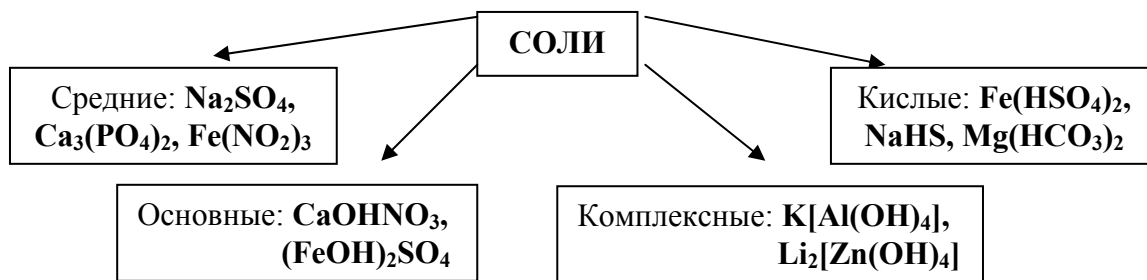 СОЛИ
Средние: Na₂SO₄,
Ca₃(PO₄)₂, Fe(NO₂)₃
Кислые: Fe(HSO₄)₂,
NaHS, Mg(HCO₃)₂
Основные: CaOHNO₃,
(FeOH)₂SO₄
Комплексные: K[Al(OH)₄],
Li₂[Zn(OH)₄]